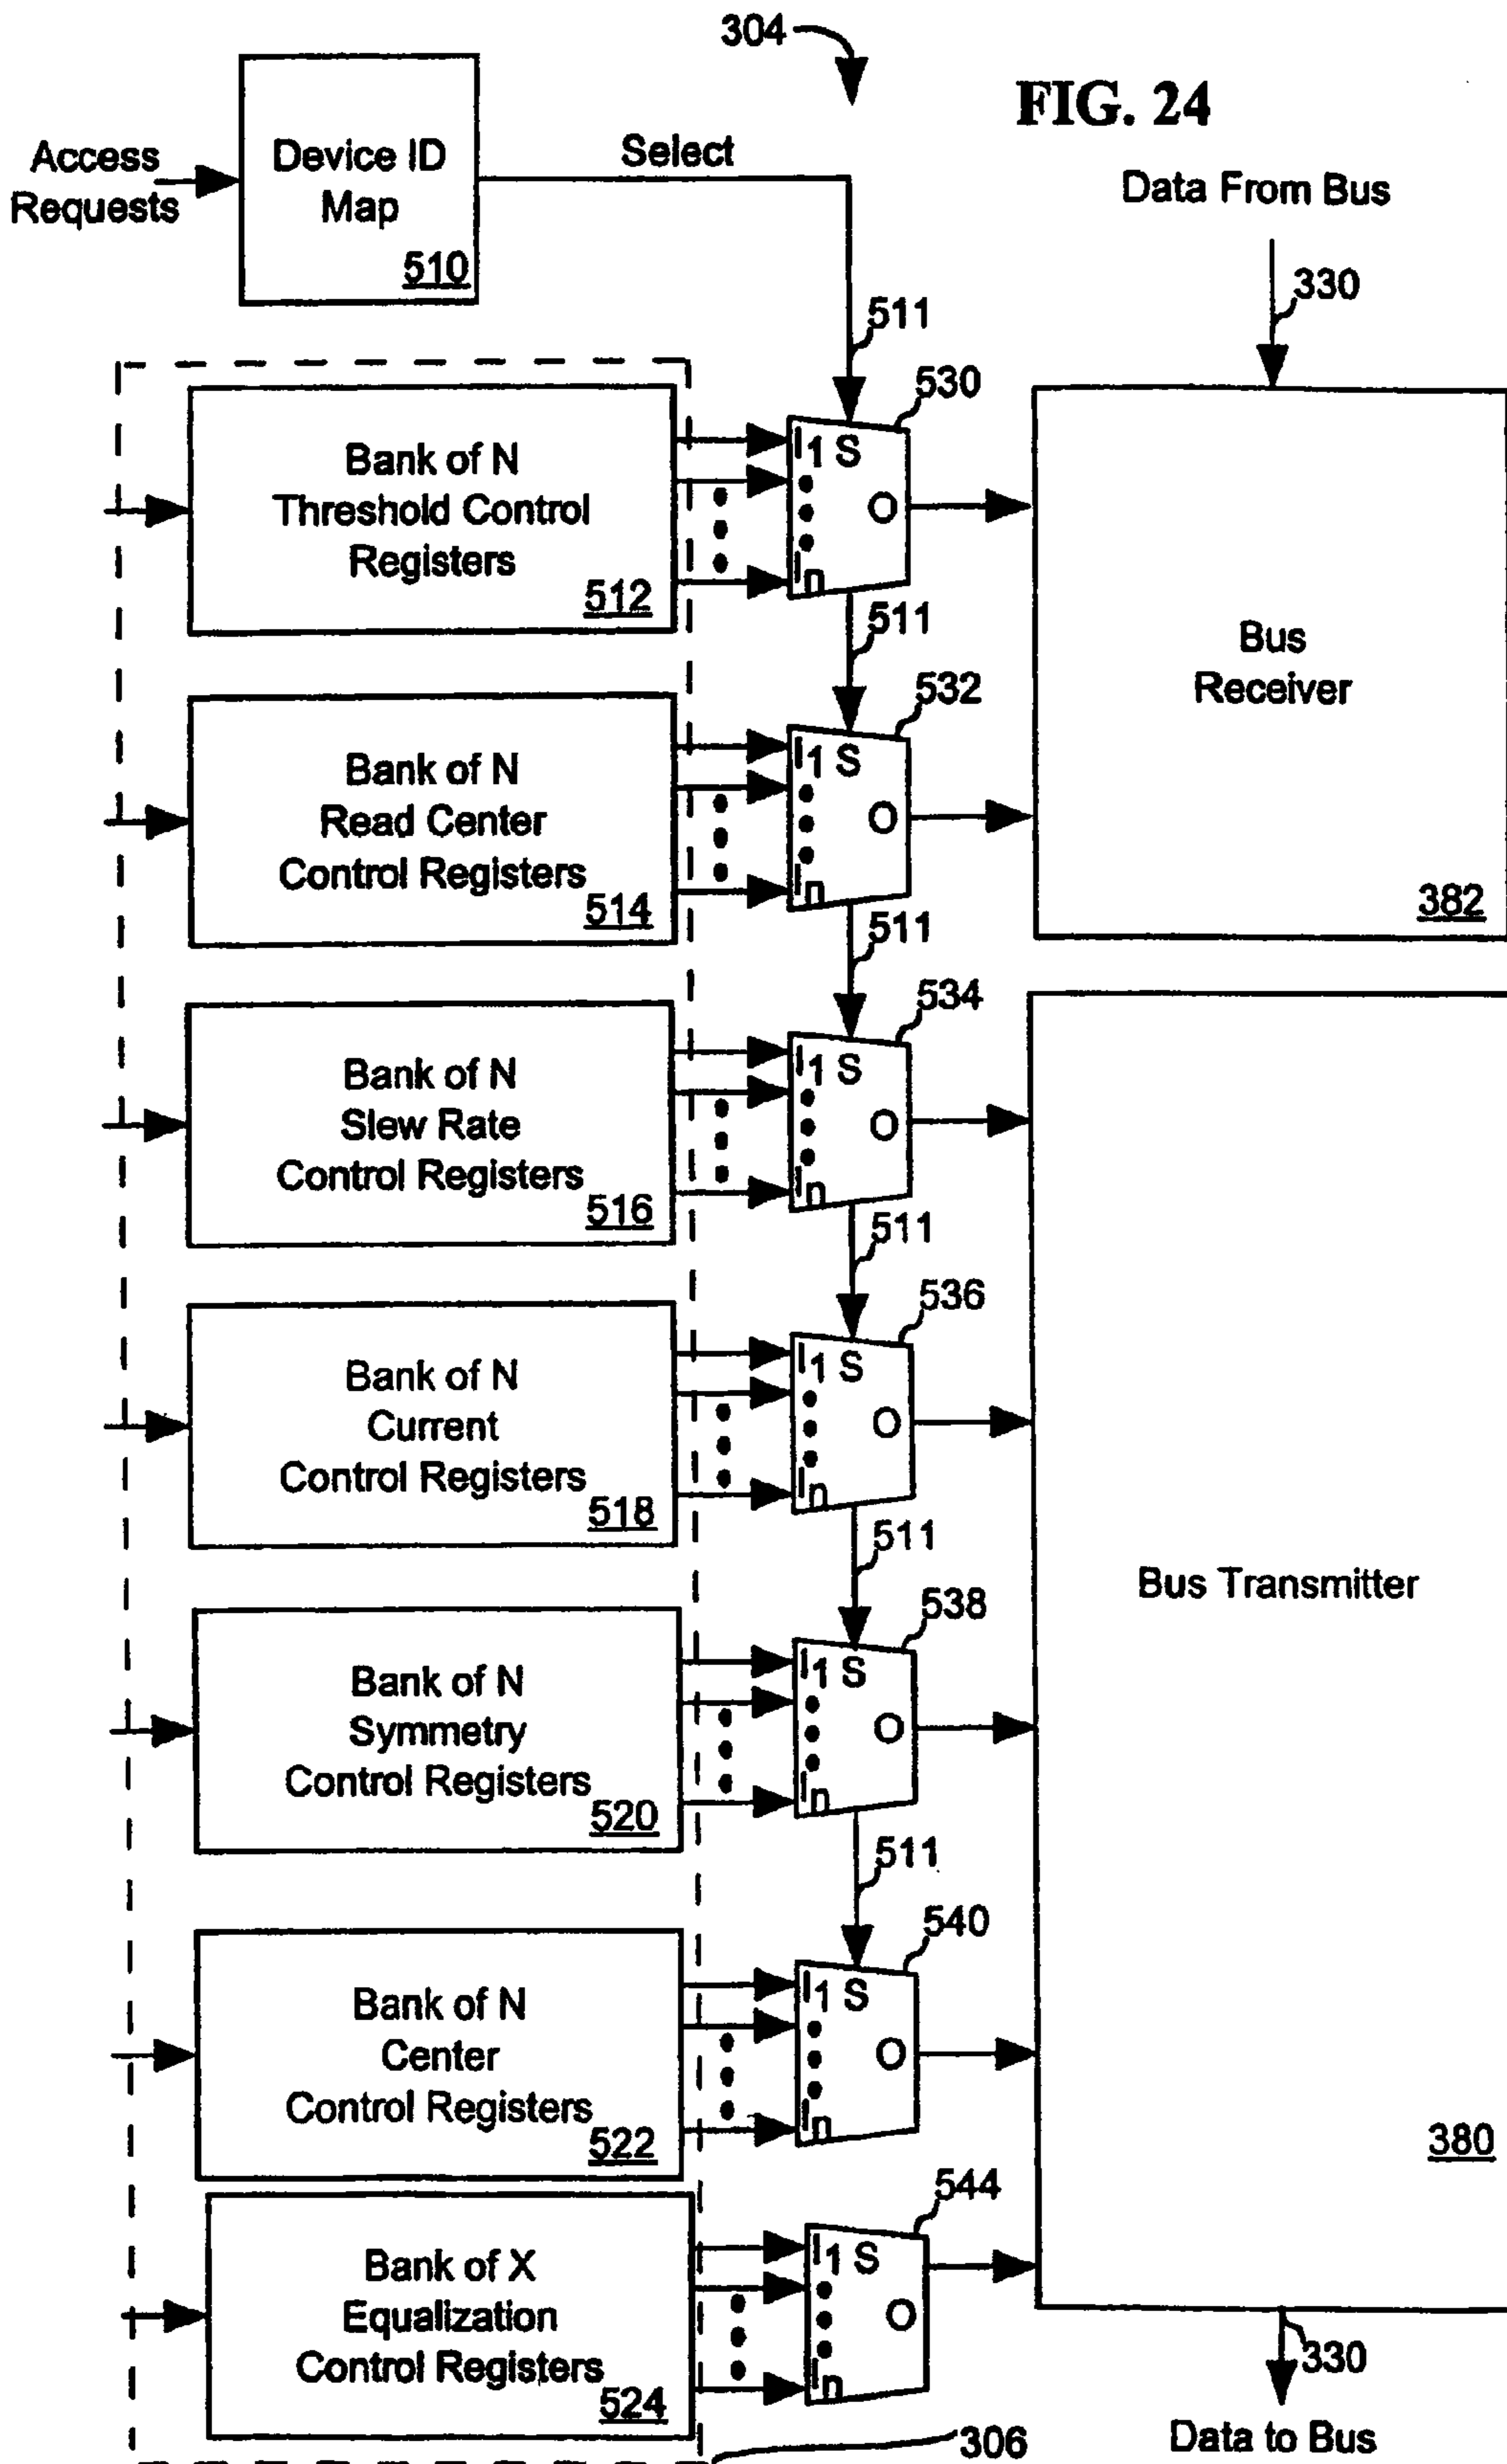 304
FIG. 24
Access
Requests
Device ID
Map
510
Select
Data From Bus
330
511
530
Bank of N
Threshold Control
Registers
512
I1 S
O
In
511
Bus
Receiver
382
532
Bank of N
Read Center
Control Registers
514
I1 S
O
In
511
534
Bank of N
Slew Rate
Control Registers
516
I1 S
O
In
511
536
Bank of N
Current
Control Registers
518
I1 S
O
In
511
Bus Transmitter
380
538
Bank of N
Symmetry
Control Registers
520
I1 S
O
In
511
540
Bank of N
Center
Control Registers
522
I1 S
O
In
544
Bank of X
Equalization
Control Registers
524
I1 S
O
In
330
306
Data to Bus